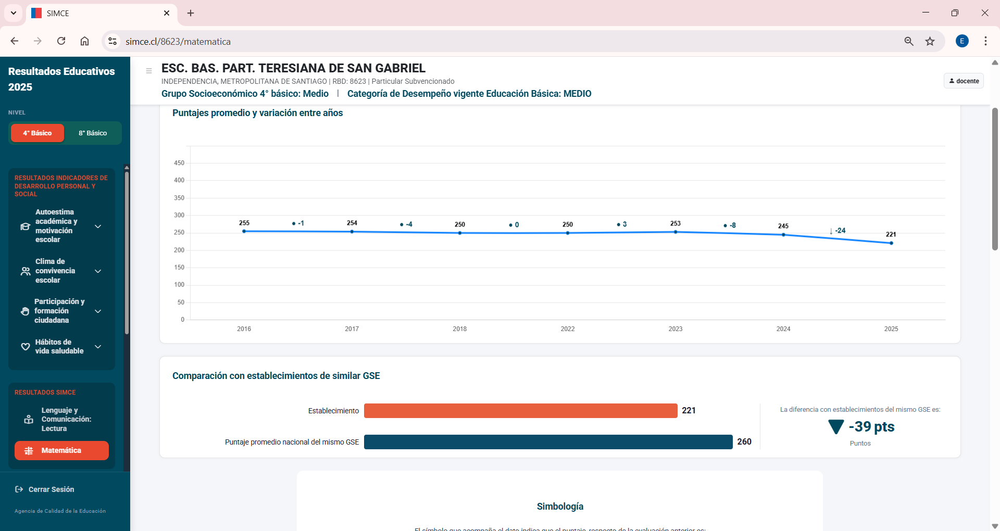 SIMCE
simce.cl/8623/matematica
E
Resultados Educativos
2025
NIVEL
4° Básico
8° Básico
RESULTADOS INDICADORES DE
DESARROLLO PERSONAL Y
SOCIAL
Autoestima
académica y
motivación
escolar
Clima de
convivencia
escolar
Participación y
formación
ciudadana
Hábitos de
vida saludable
RESULTADOS SIMCE
Lenguaje y
Comunicación:
Lectura
Matemática
Cerrar Sesión
Agencia de Calidad de la Educación
ESC. BAS. PART. TERESIANA DE SAN GABRIEL
INDEPENDENCIA, METROPOLITANA DE SANTIAGO | RBD: 8623 | Particular Subvencionado
Grupo Socioeconómico 4° básico: Medio | Categoría de Desempeño vigente Educación Básica: MEDIO
docente
Puntajes promedio y variación entre años
450
400
350
300
250
200
150
100
50
0
255 ● -1 254 ● -4 250 ● 0 250 ● 3 253 ● -8 245 ↓ -24 221
2016 2017 2018 2022 2023 2024 2025
Comparación con establecimientos de similar GSE
Establecimiento 221
Puntaje promedio nacional del mismo GSE 260
La diferencia con establecimientos del mismo GSE es:
▼ -39 pts
Puntos
Simbología
El símbolo que acompaña el dato indica que el puntaje, respecto de la evaluación anterior es: